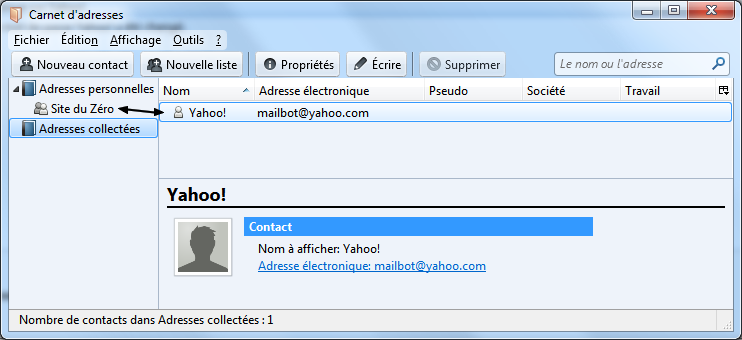 Carnet d'adresses
Fichier Édition Affichage Outils ?
Nouveau contact Nouvelle liste Propriétés Écrire Supprimer Le nom ou l'adresse
Adresses personnelles
Site du Zéro
Adresses collectées
Nom Adresse électronique Pseudo Société Travail
Yahoo! mailbot@yahoo.com
Yahoo!
Contact
Nom à afficher: Yahoo!
Adresse électronique: mailbot@yahoo.com
Nombre de contacts dans Adresses collectées : 1